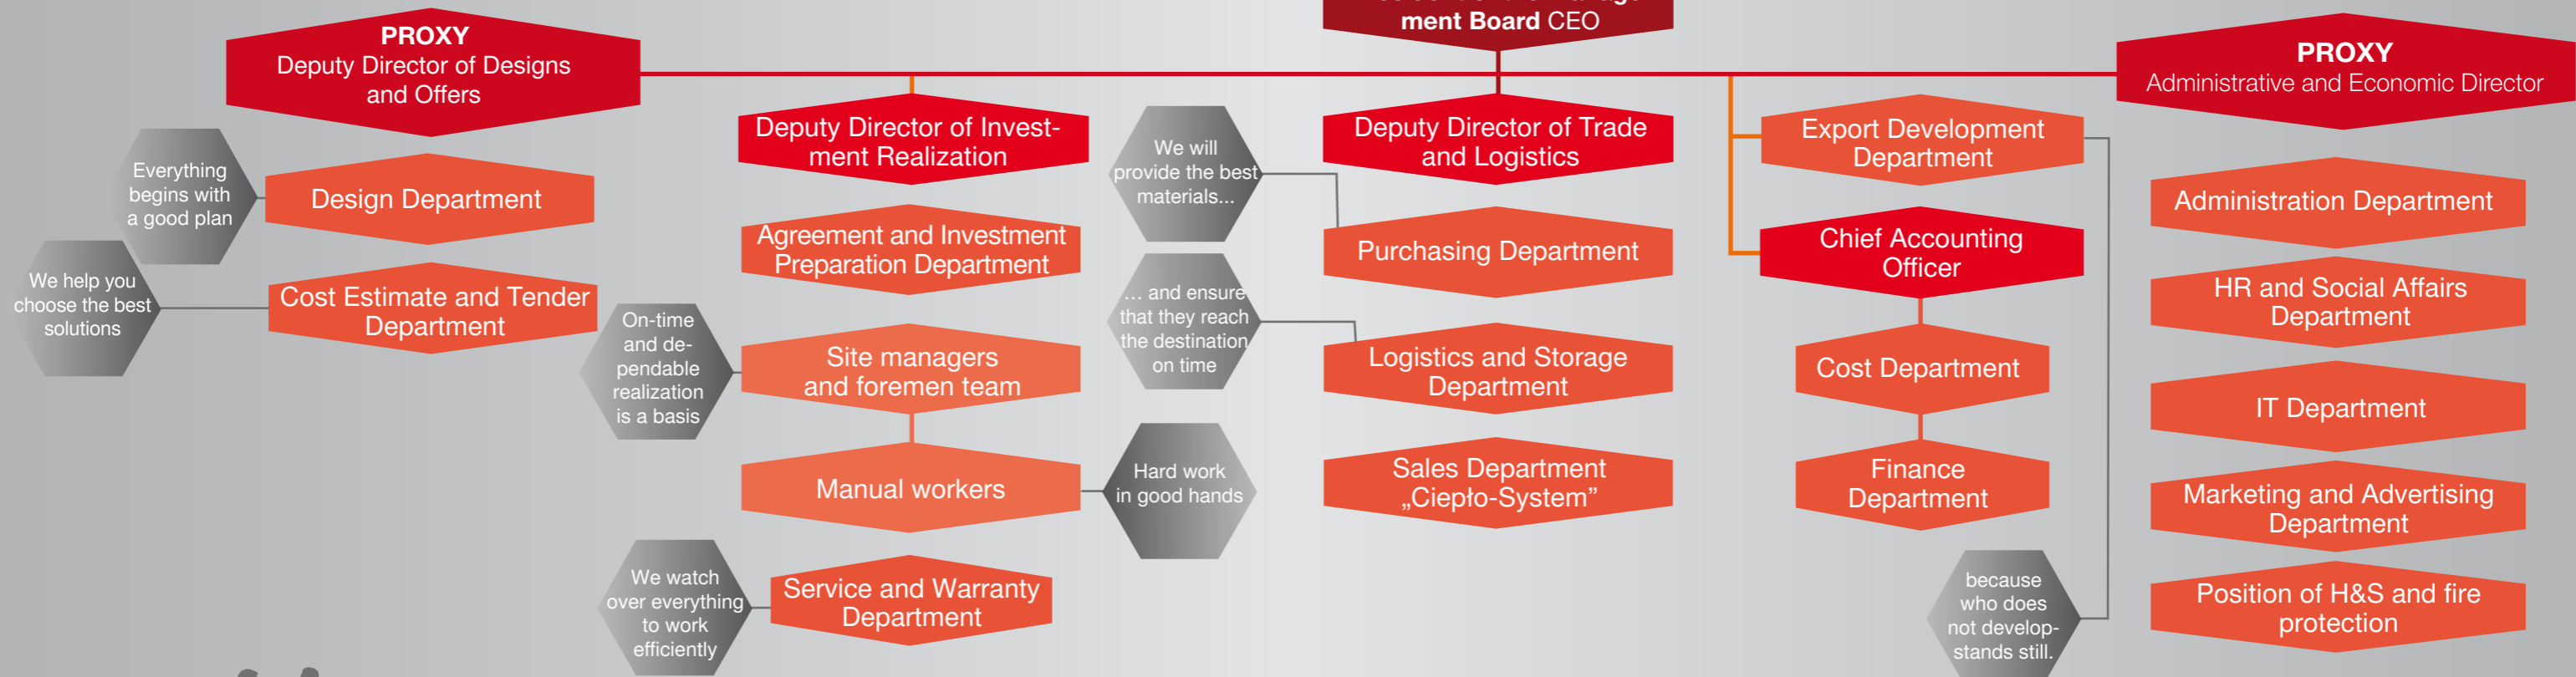 ment Board CEO
PROXY
Deputy Director of Designs
and Offers
PROXY
Administrative and Economic Director
Everything
begins with
a good plan
Design Department
We help you
choose the best
solutions
Cost Estimate and Tender
Department
Deputy Director of Invest-
ment Realization
Agreement and Investment
Preparation Department
On-time
and de-
pendable
realization
is a basis
Site managers
and foremen team
Manual workers
Hard work
in good hands
We watch
over everything
to work
efficiently
Service and Warranty
Department
We will
provide the best
materials...
Deputy Director of Trade
and Logistics
Purchasing Department
… and ensure
that they reach
the destination
on time
Logistics and Storage
Department
Sales Department
„Ciepło-System”
Export Development
Department
Chief Accounting
Officer
Cost Department
Finance
Department
because
who does
not develop-
stands still.
Administration Department
HR and Social Affairs
Department
IT Department
Marketing and Advertising
Department
Position of H&S and fire
protection